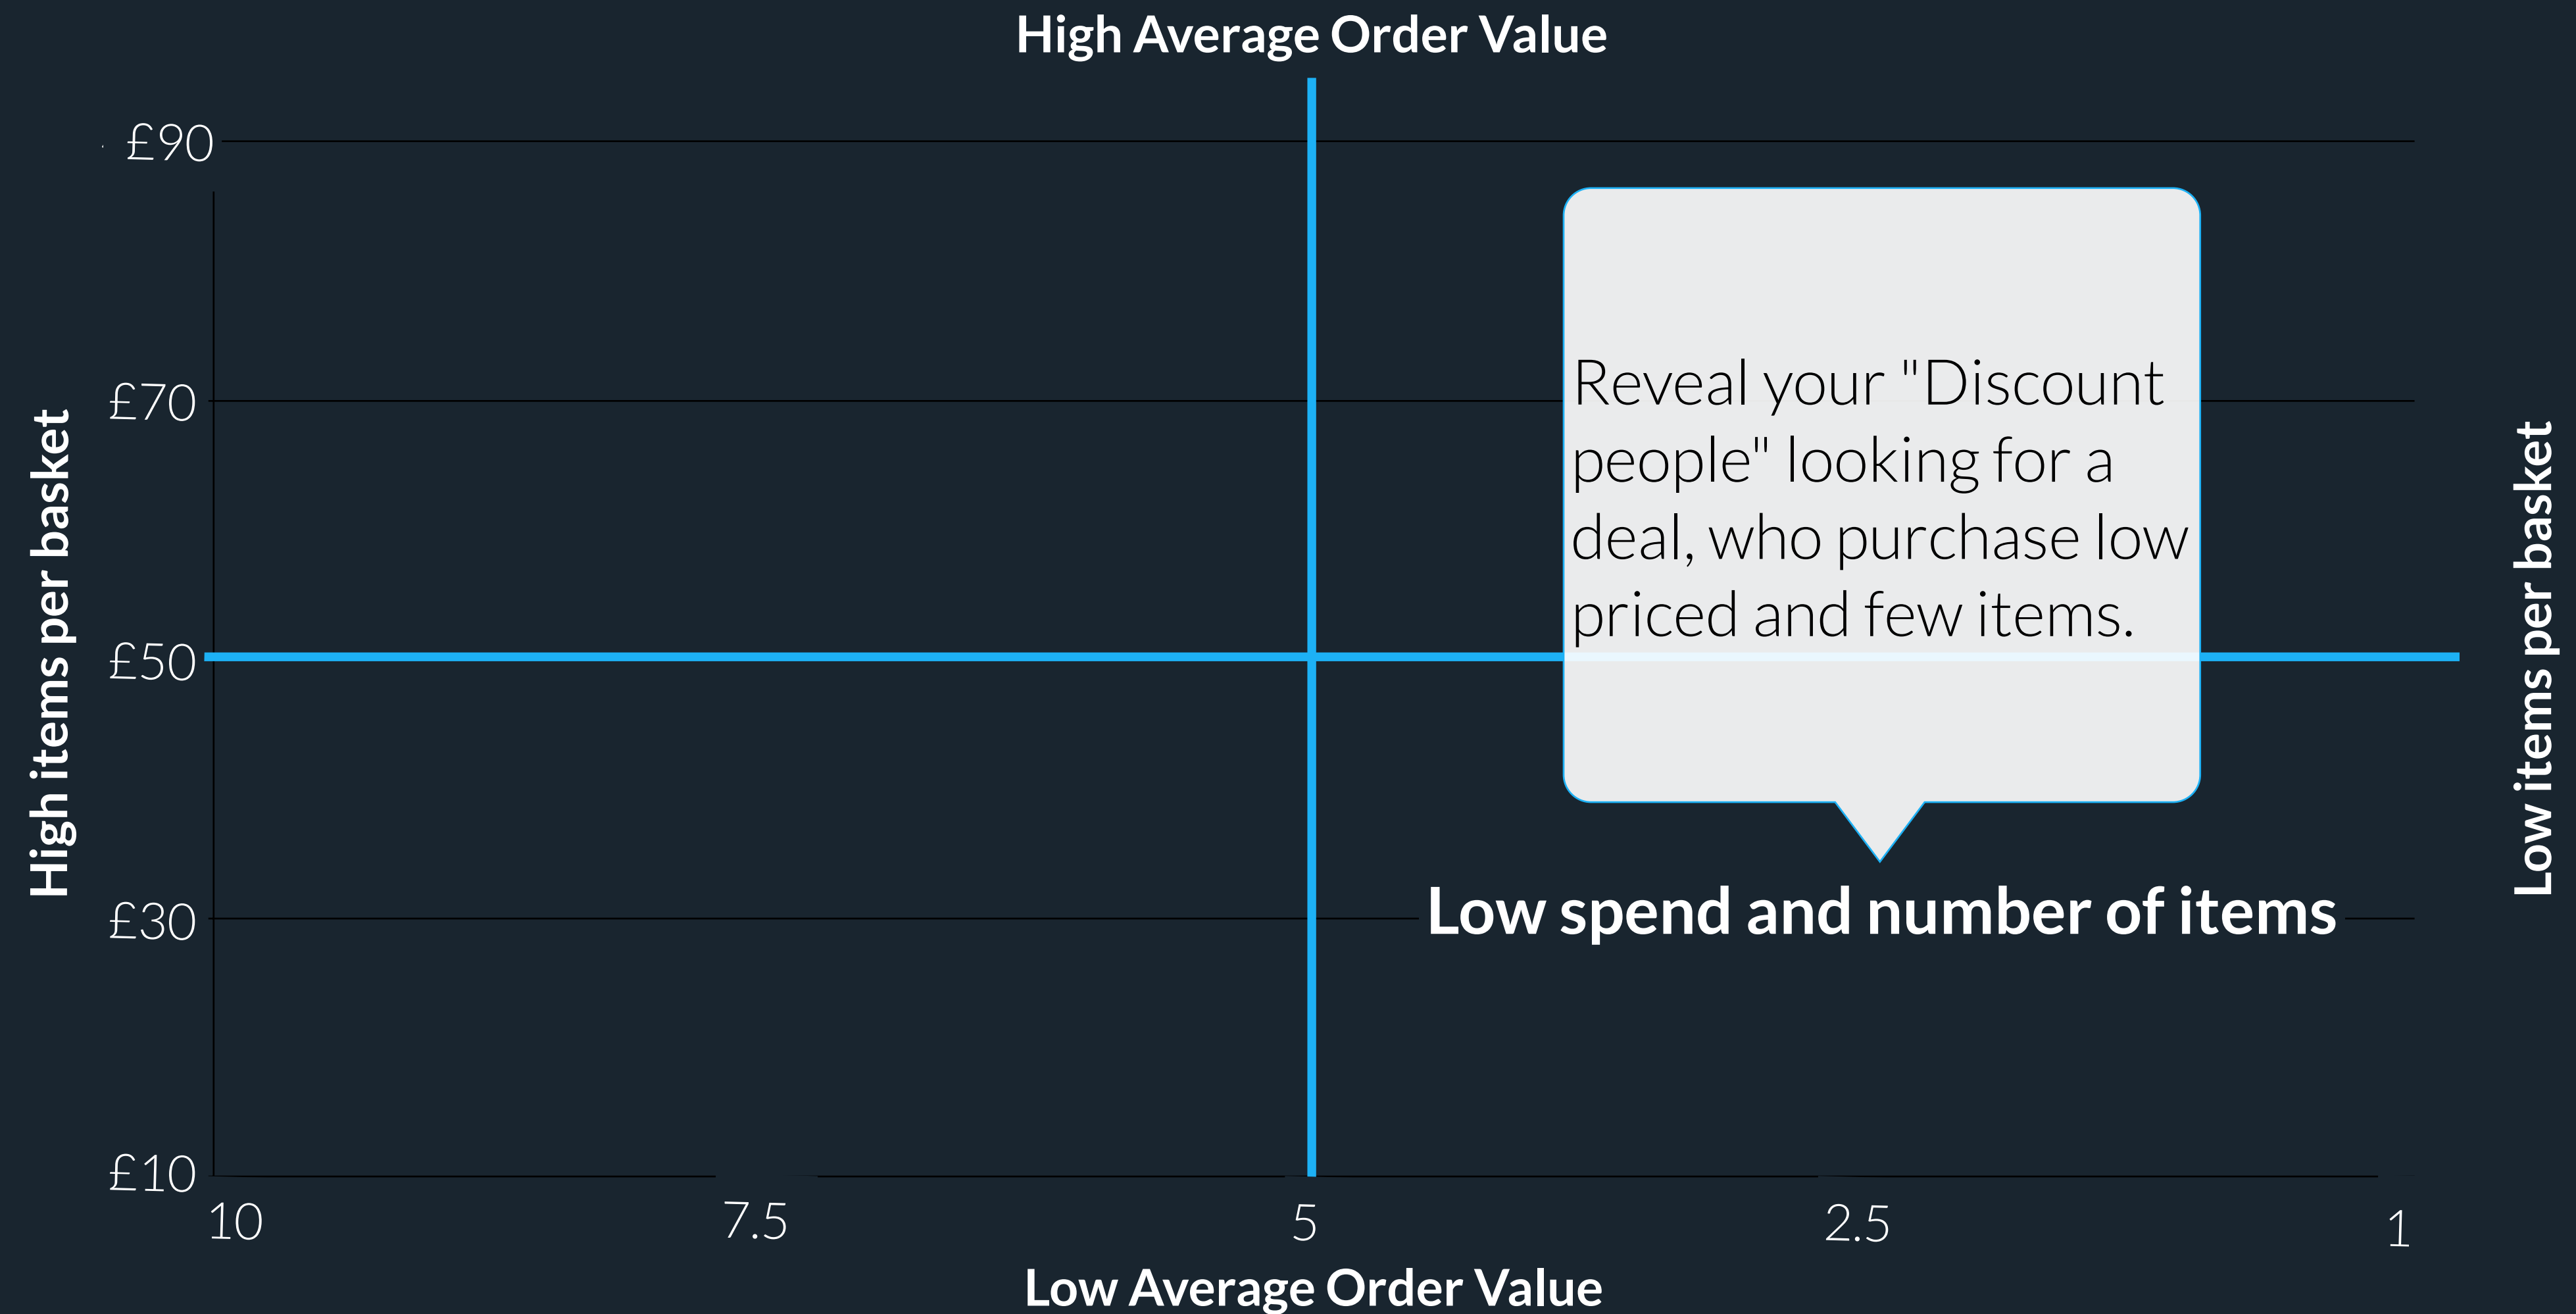 High Average Order Value
£90
£70
£50
£30
£10
High items per basket
Reveal your "Discount
people" looking for a
deal, who purchase low
priced and few items.
Low spend and number of items
Low items per basket
10
7.5
5
2.5
1
Low Average Order Value